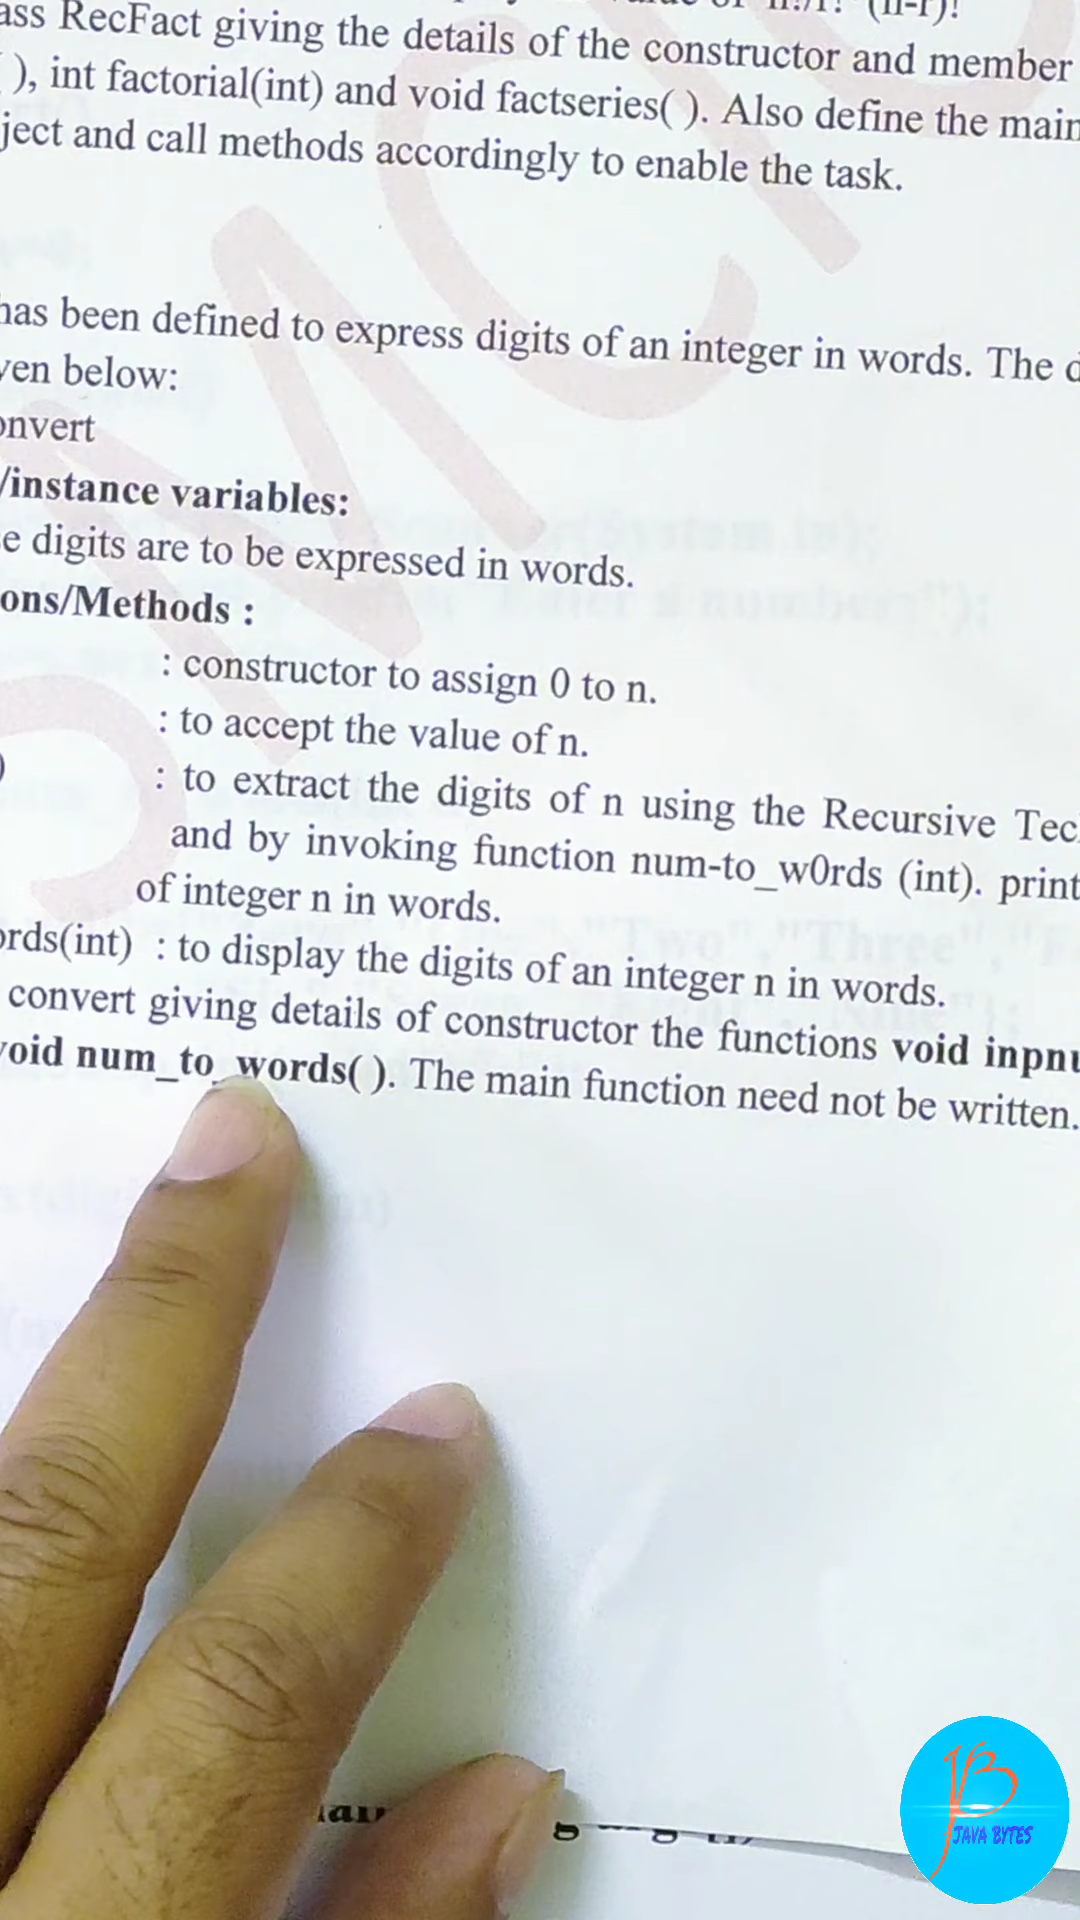 ass RecFact giving the details of the constructor and member
( ), int factorial(int) and void factseries( ). Also define the main
ject and call methods accordingly to enable the task.
has been defined to express digits of an integer in words. The d
ven below:
onvert
/instance variables:
e digits are to be expressed in words.
ons/Methods :
: constructor to assign 0 to n.
: to accept the value of n.
) : to extract the digits of n using the Recursive Tec
and by invoking function num-to_w0rds (int). print
of integer n in words.
ords(int) : to display the digits of an integer n in words.
convert giving details of constructor the functions void inpnu
void num_to_words( ). The main function need not be written.
JAVA BYTES